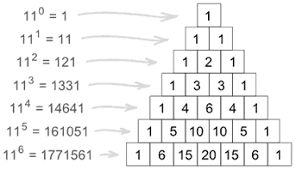 11⁰ = 1 1
11¹ = 11 1 1
11² = 121 1 2 1
11³ = 1331 1 3 3 1
11⁴ = 14641 1 4 6 4 1
11⁵ = 161051 1 5 10 10 5 1
11⁶ = 1771561 1 6 15 20 15 6 1